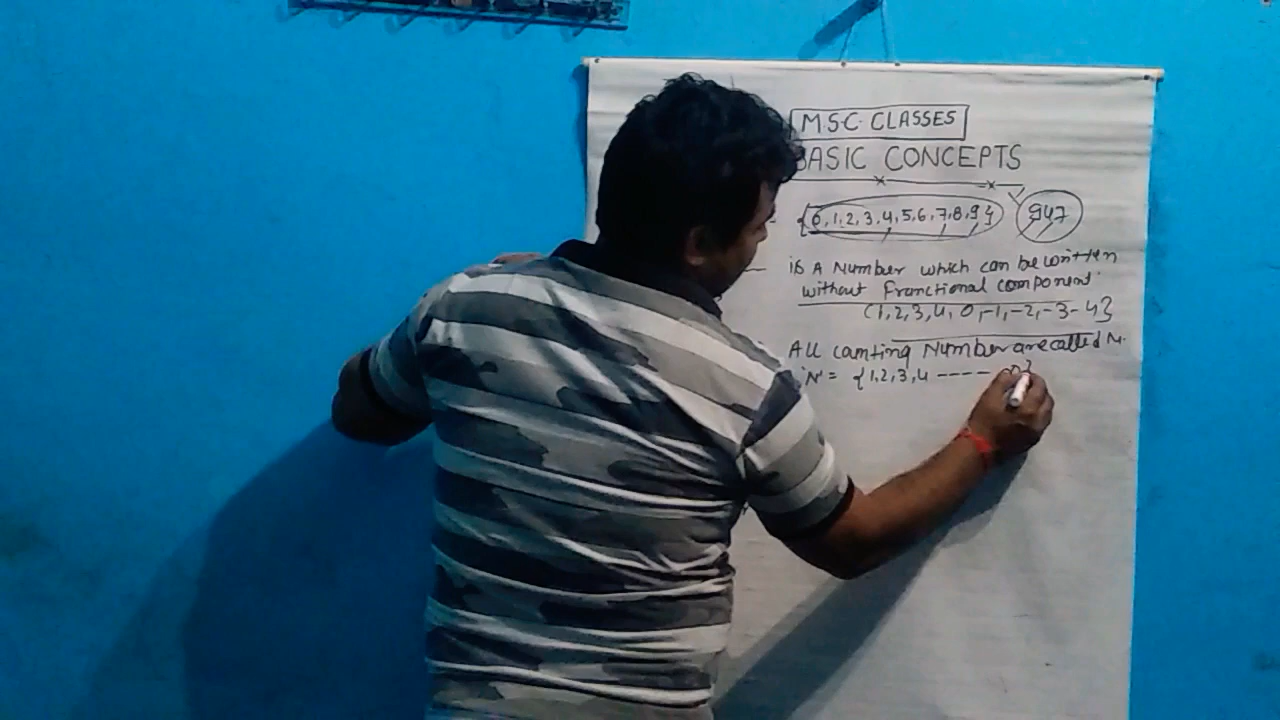 M.S.C. CLASSES
BASIC CONCEPTS
{0,1,2,3,4,5,6,7,8,9} 947
is A Number which can be written
without Fractional component.
(1,2,3,4,0,-1,-2,-3-4}
All counting Number are called N.
'N' = {1,2,3,4 ----